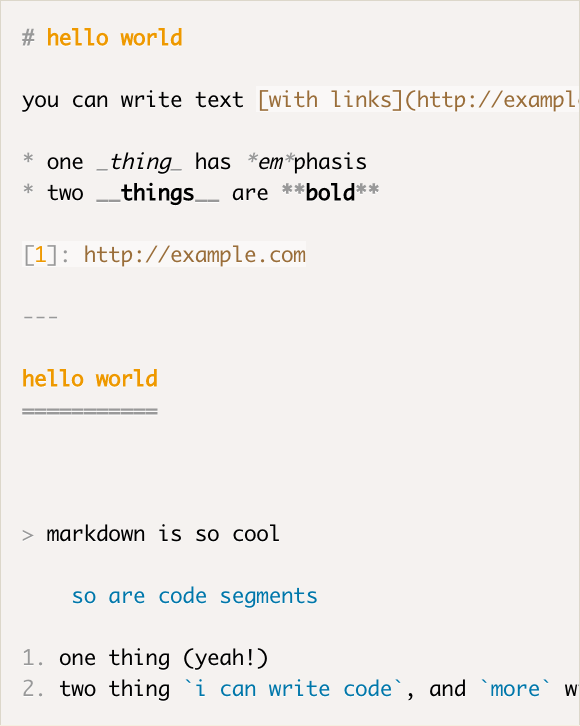 # hello world
you can write text [with links](http://exampl
* one _thing_ has *em*phasis
* two __things__ are **bold**
[1]: http://example.com
---
hello world
===========
> markdown is so cool
    so are code segments
1. one thing (yeah!)
2. two thing `i can write code`, and `more` w